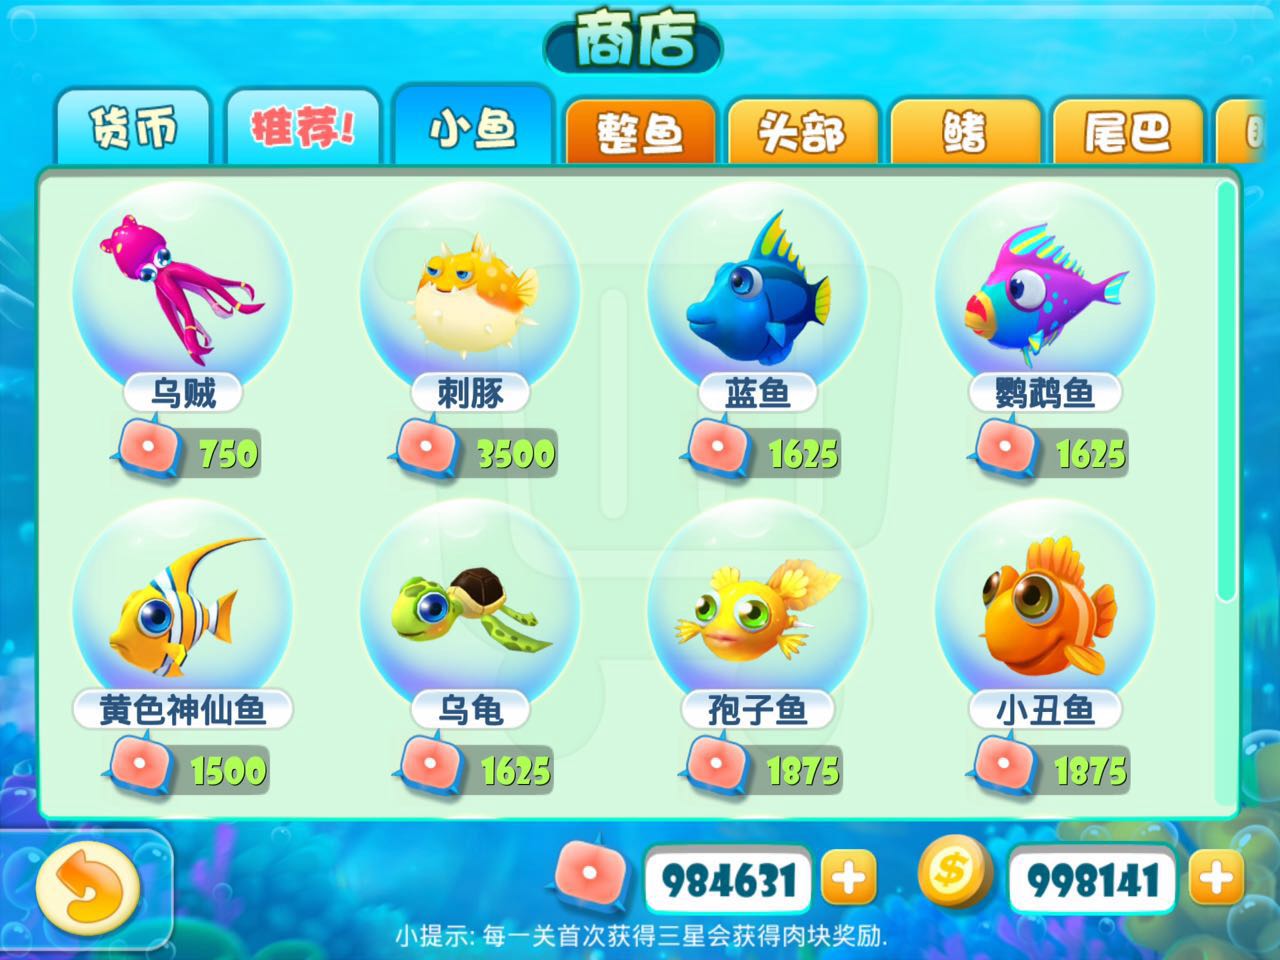 商店
货币
推荐!
小鱼
整鱼
头部
鳍
尾巴
乌贼
刺豚
蓝鱼
鹦鹉鱼
750
3500
1625
1625
黄色神仙鱼
乌龟
孢子鱼
小丑鱼
1500
1625
1875
1875
984631
998141
小提示: 每一关首次获得三星会获得肉块奖励.